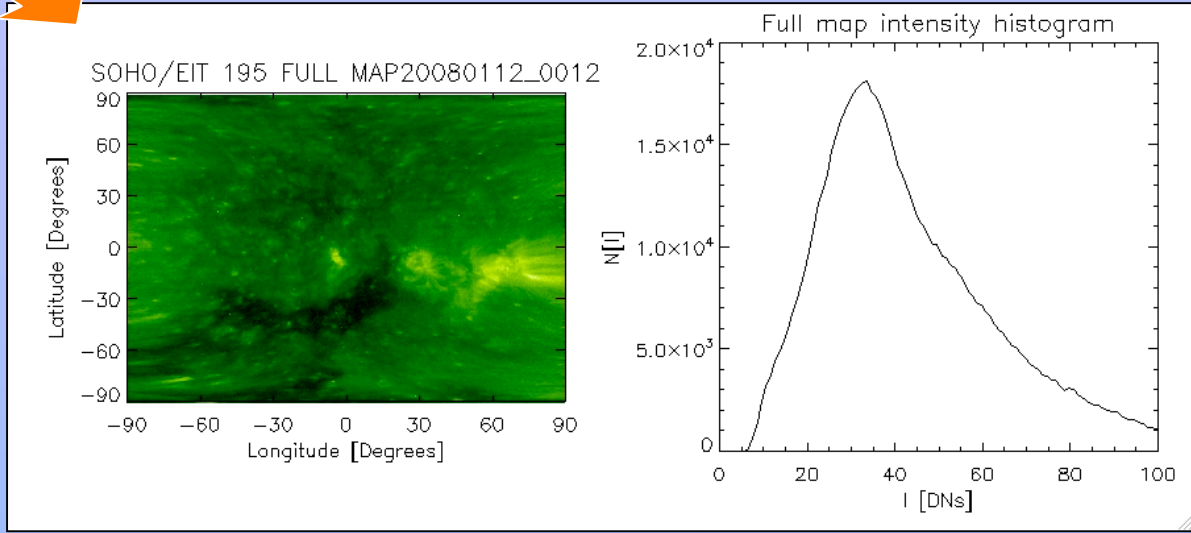 SOHO/EIT 195 FULL MAP20080112_0012
90
60
30
0
−30
−60
−90
Latitude [Degrees]
−90 −60 −30 0 30 60 90
Longitude [Degrees]
Full map intensity histogram
2.0×10⁴
1.5×10⁴
1.0×10⁴
5.0×10³
0
N[I]
0 20 40 60 80 100
I [DNs]